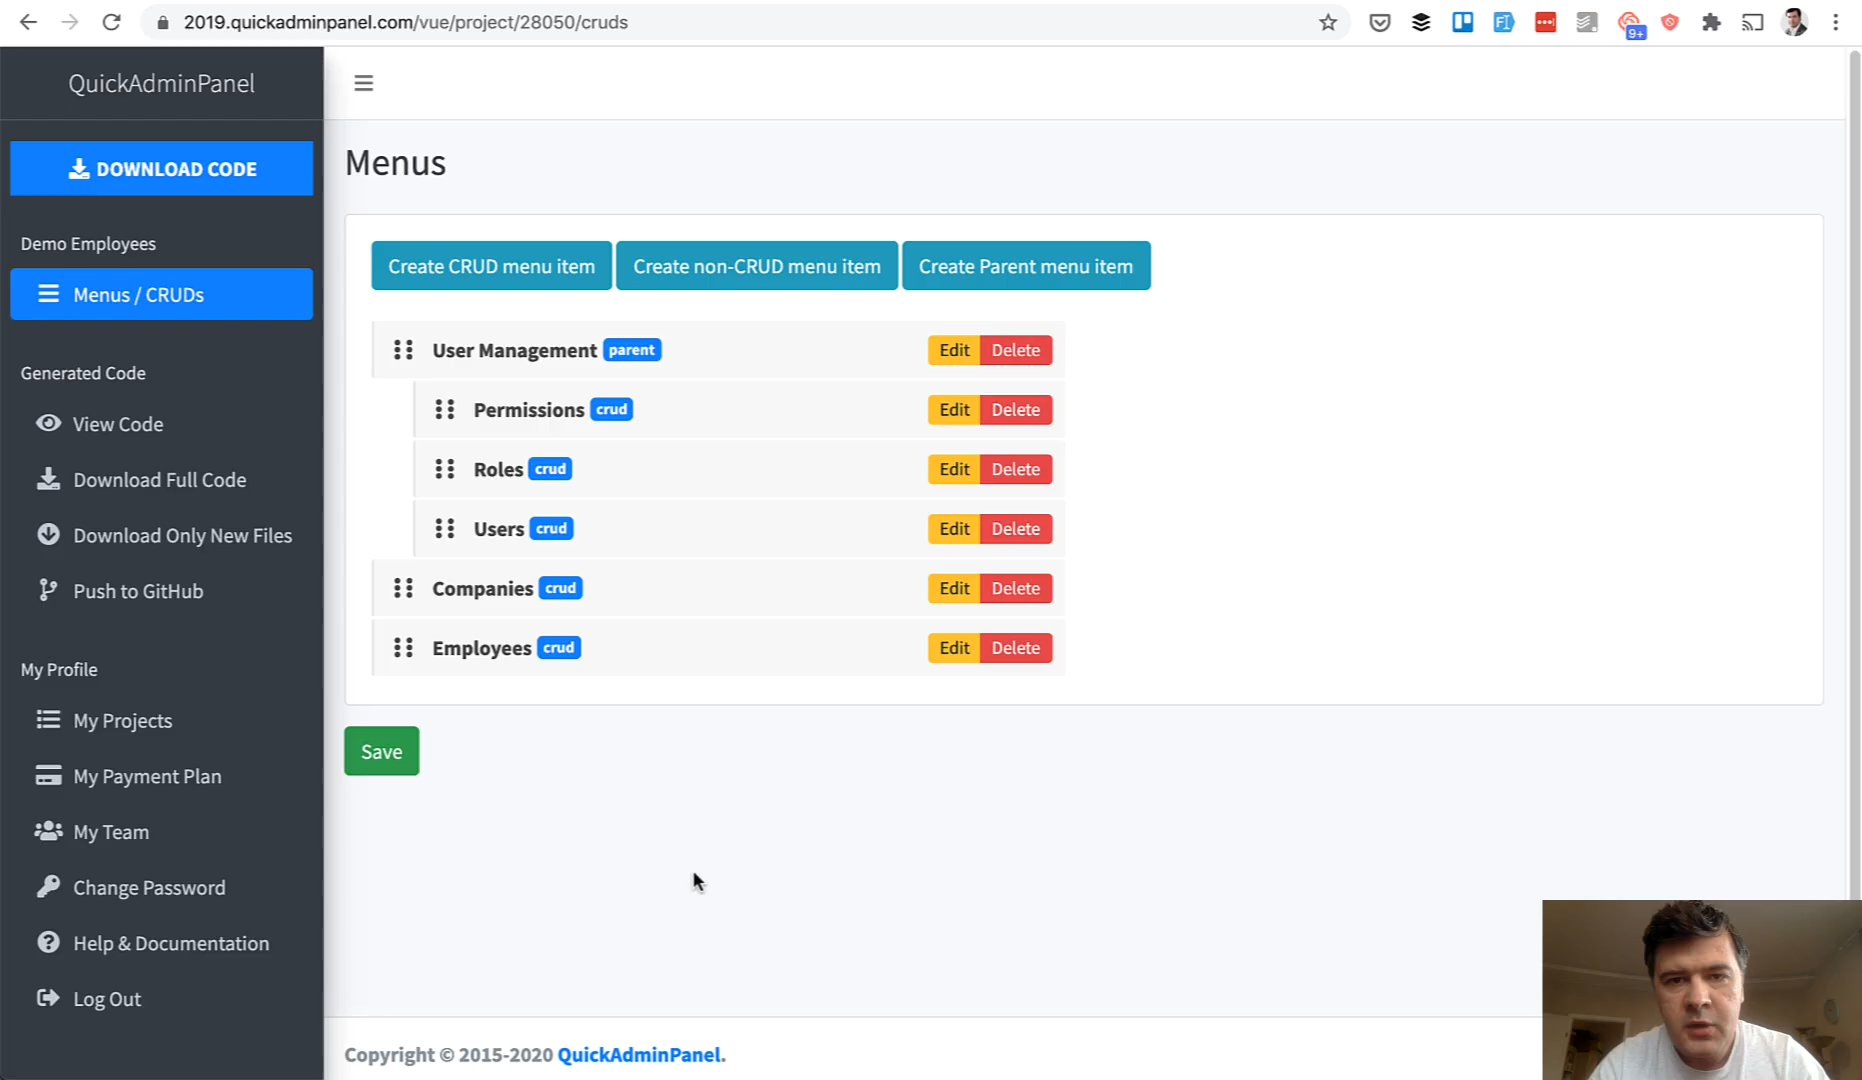 2019.quickadminpanel.com/vue/project/28050/cruds
9+
QuickAdminPanel
DOWNLOAD CODE
Demo Employees
Menus / CRUDs
Generated Code
View Code
Download Full Code
Download Only New Files
Push to GitHub
My Profile
My Projects
My Payment Plan
My Team
Change Password
Help & Documentation
Log Out
Menus
Create CRUD menu item Create non-CRUD menu item Create Parent menu item
User Management parent Edit Delete
Permissions crud Edit Delete
Roles crud Edit Delete
Users crud Edit Delete
Companies crud Edit Delete
Employees crud Edit Delete
Save
Copyright © 2015-2020 QuickAdminPanel.